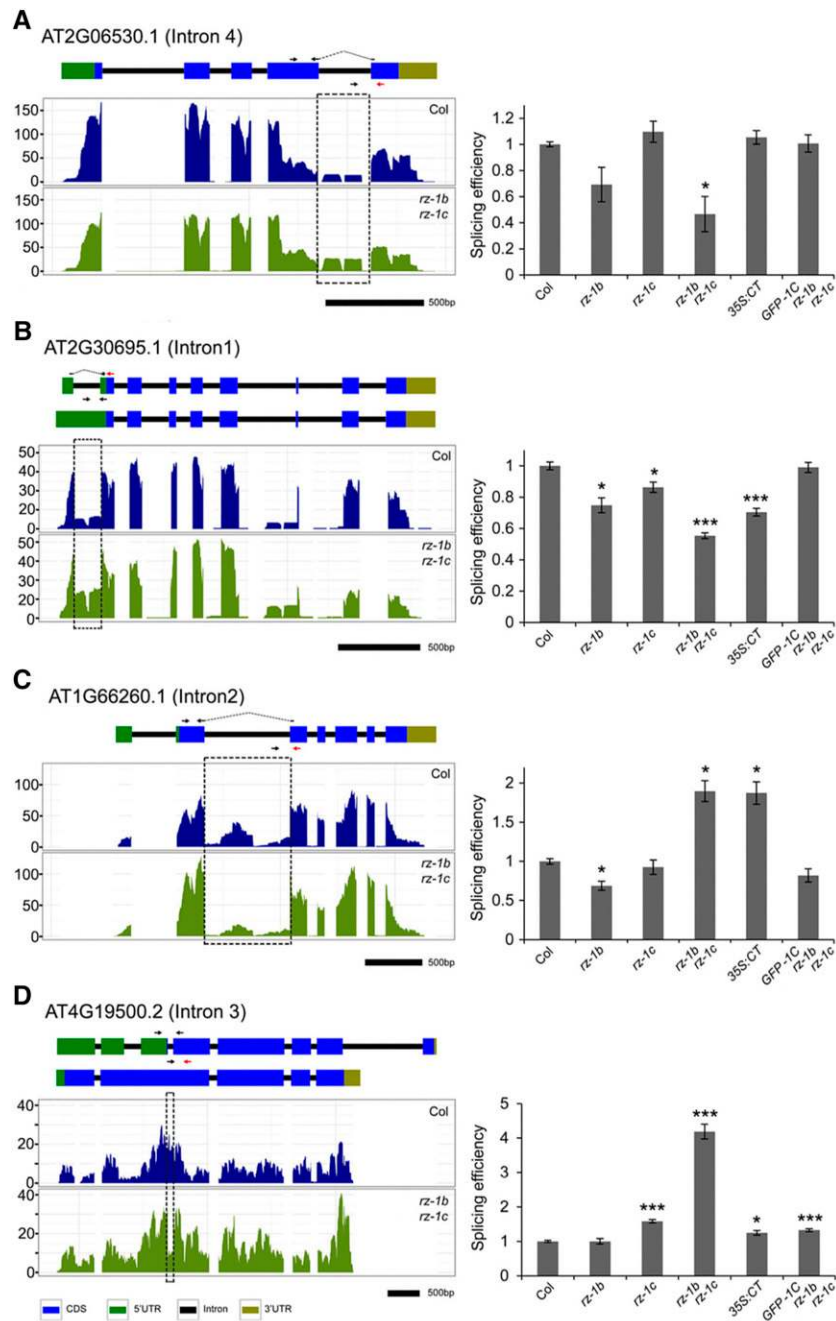 A
AT2G06530.1 (Intron 4)
150
100
50
0
Col
150
100
50
0
rz-1b
rz-1c
500bp
Splicing efficiency
1.2
1
0.8
0.6
0.4
0.2
0
*
Col
rz-1b
rz-1c
rz-1b
rz-1c
35S:CT
GFP-1C
rz-1b
rz-1c
B
AT2G30695.1 (Intron1)
50
40
30
20
10
0
Col
50
40
30
20
10
0
rz-1b
rz-1c
500bp
Splicing efficiency
1
0.8
0.6
0.4
0.2
0
*
*
***
***
Col
rz-1b
rz-1c
rz-1b
rz-1c
35S:CT
GFP-1C
rz-1b
rz-1c
C
AT1G66260.1 (Intron2)
100
50
0
Col
100
50
0
rz-1b
rz-1c
500bp
Splicing efficiency
2
1.5
1
0.5
0
*
*
*
Col
rz-1b
rz-1c
rz-1b
rz-1c
35S:CT
GFP-1C
rz-1b
rz-1c
D
AT4G19500.2 (Intron 3)
40
20
0
Col
40
20
0
rz-1b
rz-1c
500bp
CDS
5'UTR
Intron
3'UTR
Splicing efficiency
5
4
3
2
1
0
***
***
*
***
Col
rz-1b
rz-1c
rz-1b
rz-1c
35S:CT
GFP-1C
rz-1b
rz-1c